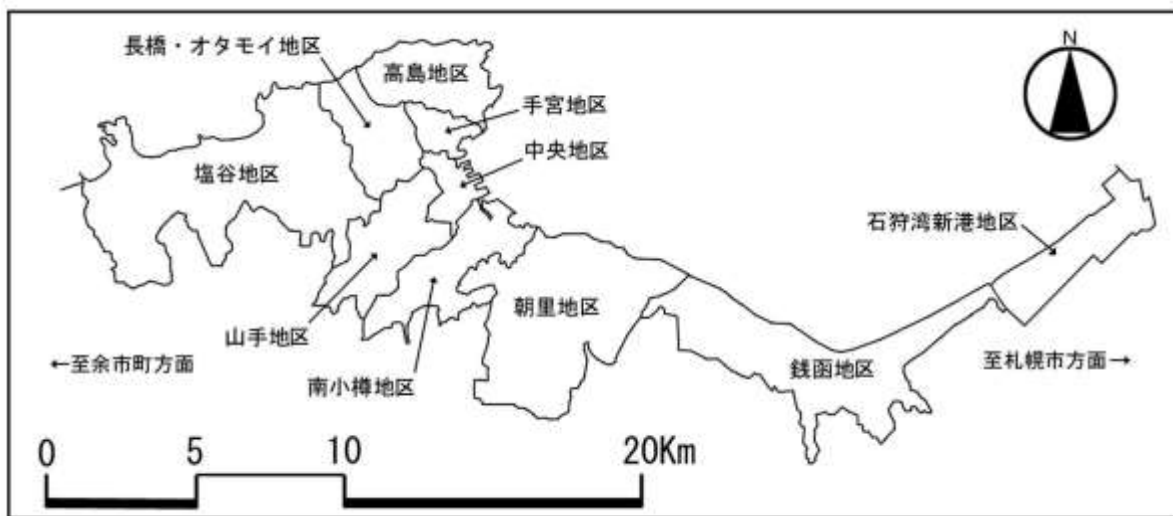 N
長橋・オタモイ地区
高島地区
手宮地区
中央地区
塩谷地区
石狩湾新港地区
山手地区
朝里地区
←至余市町方面
南小樽地区
銭函地区
至札幌市方面→
0 5 10 20Km